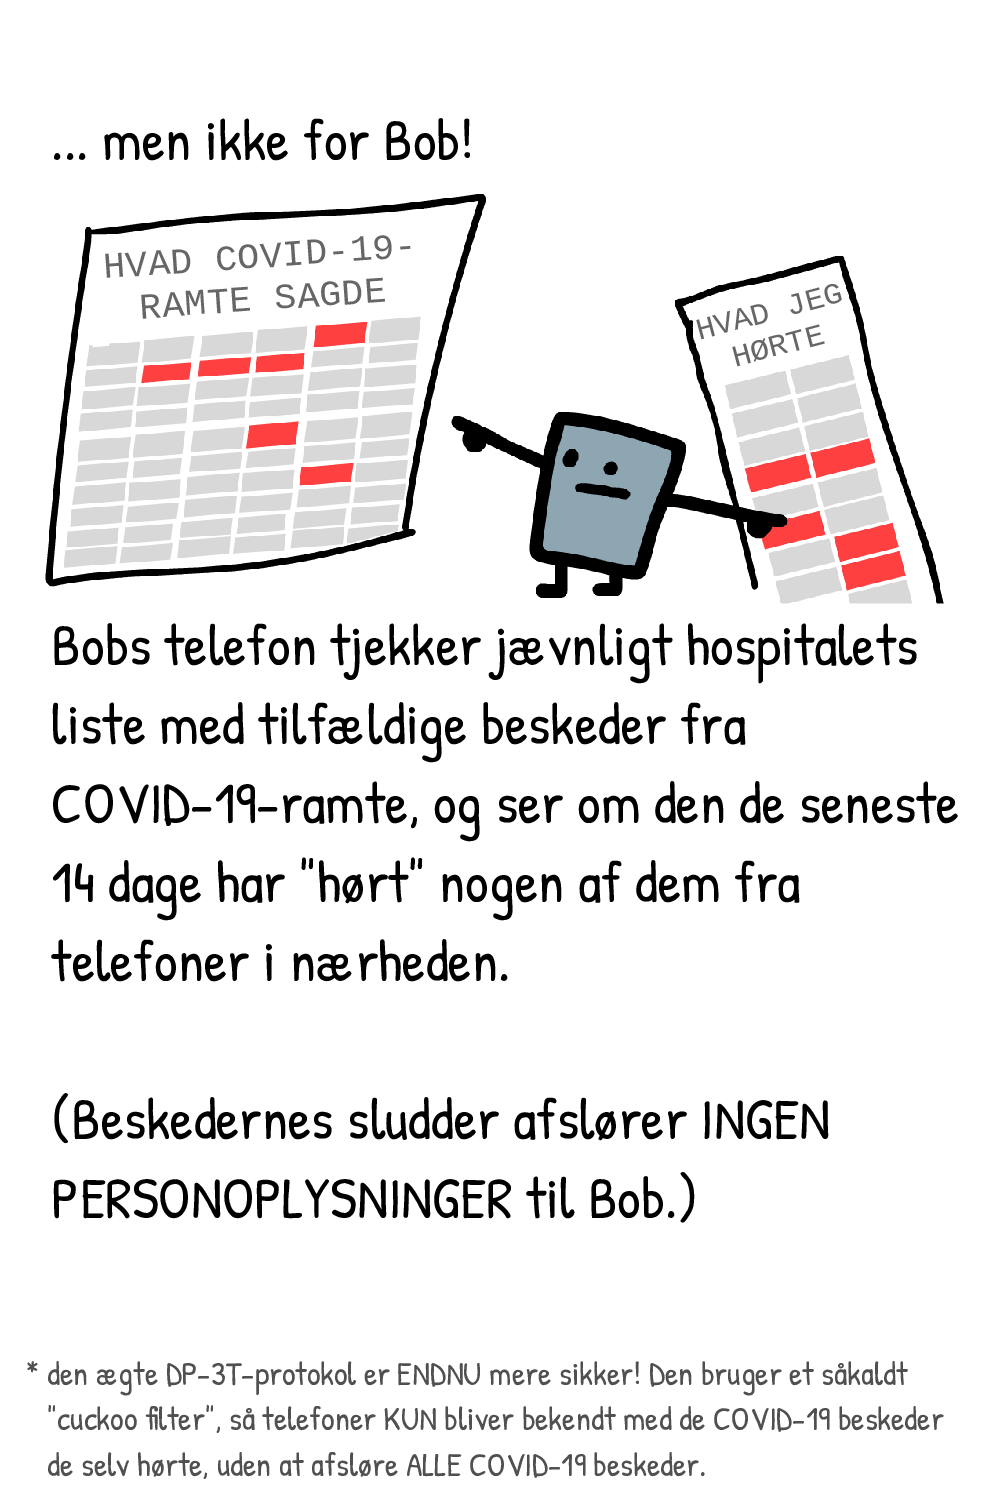 ... men ikke for Bob!
HVAD COVID-19-
RAMTE SAGDE
HVAD JEG
HØRTE
Bobs telefon tjekker jævnligt hospitalets
liste med tilfældige beskeder fra
COVID-19-ramte, og ser om den de seneste
14 dage har "hørt" nogen af dem fra
telefoner i nærheden.
(Beskedernes sludder afslører INGEN
PERSONOPLYSNINGER til Bob.)
* den ægte DP-3T-protokol er ENDNU mere sikker! Den bruger et såkaldt
"cuckoo filter", så telefoner KUN bliver bekendt med de COVID-19 beskeder
de selv hørte, uden at afsløre ALLE COVID-19 beskeder.